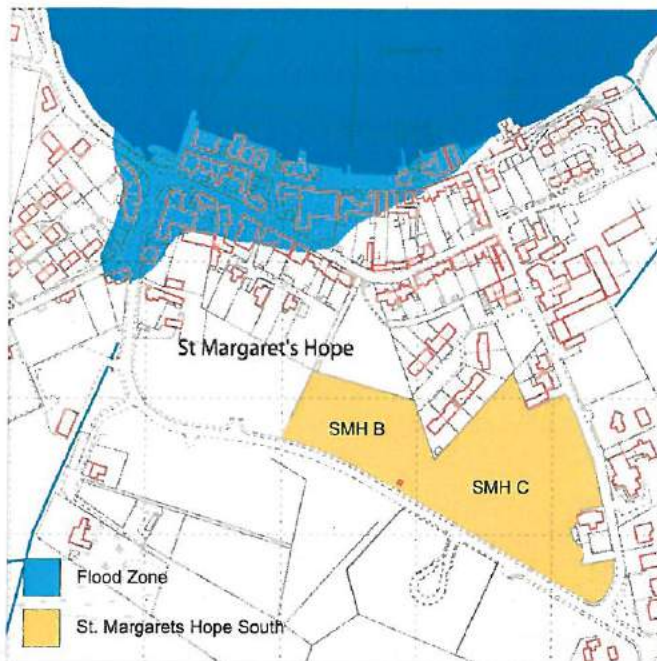 St Margaret's Hope
SMH B
SMH C
Flood Zone
St. Margarets Hope South